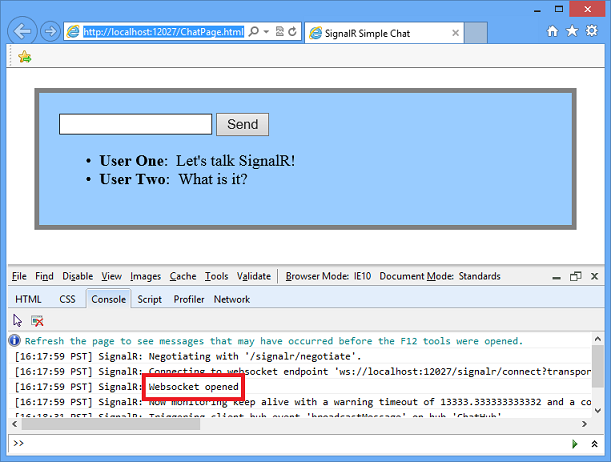 http://localhost:12027/ChatPage.html
SignalR Simple Chat
Send
• User One: Let's talk SignalR!
• User Two: What is it?
File Find Disable View Images Cache Tools Validate Browser Mode: IE10 Document Mode: Standards
HTML CSS Console Script Profiler Network
Refresh the page to see messages that may have occurred before the F12 tools were opened.
[16:17:59 PST] SignalR: Negotiating with '/signalr/negotiate'.
[16:17:59 PST] SignalR: Connecting to websocket endpoint 'ws://localhost:12027/signalr/connect?transpor
[16:17:59 PST] SignalR: Websocket opened
[16:17:59 PST] SignalR: Now monitoring keep alive with a warning timeout of 13333.333333333332 and a co
[16:18:31 PST] SignalR: Triggering client hub event 'broadcastMessage' on hub 'ChatHub'
>>